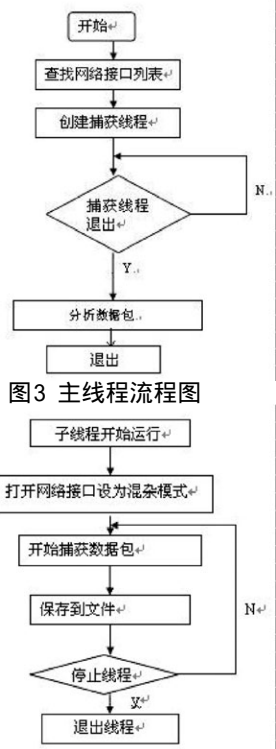 开始
查找网络接口列表
创建捕获线程
捕获线程
退出
N
Y
分析数据包
退出
图3 主线程流程图
子线程开始运行
打开网络接口设为混杂模式
开始捕获数据包
保存到文件
N
停止线程
Y
退出线程